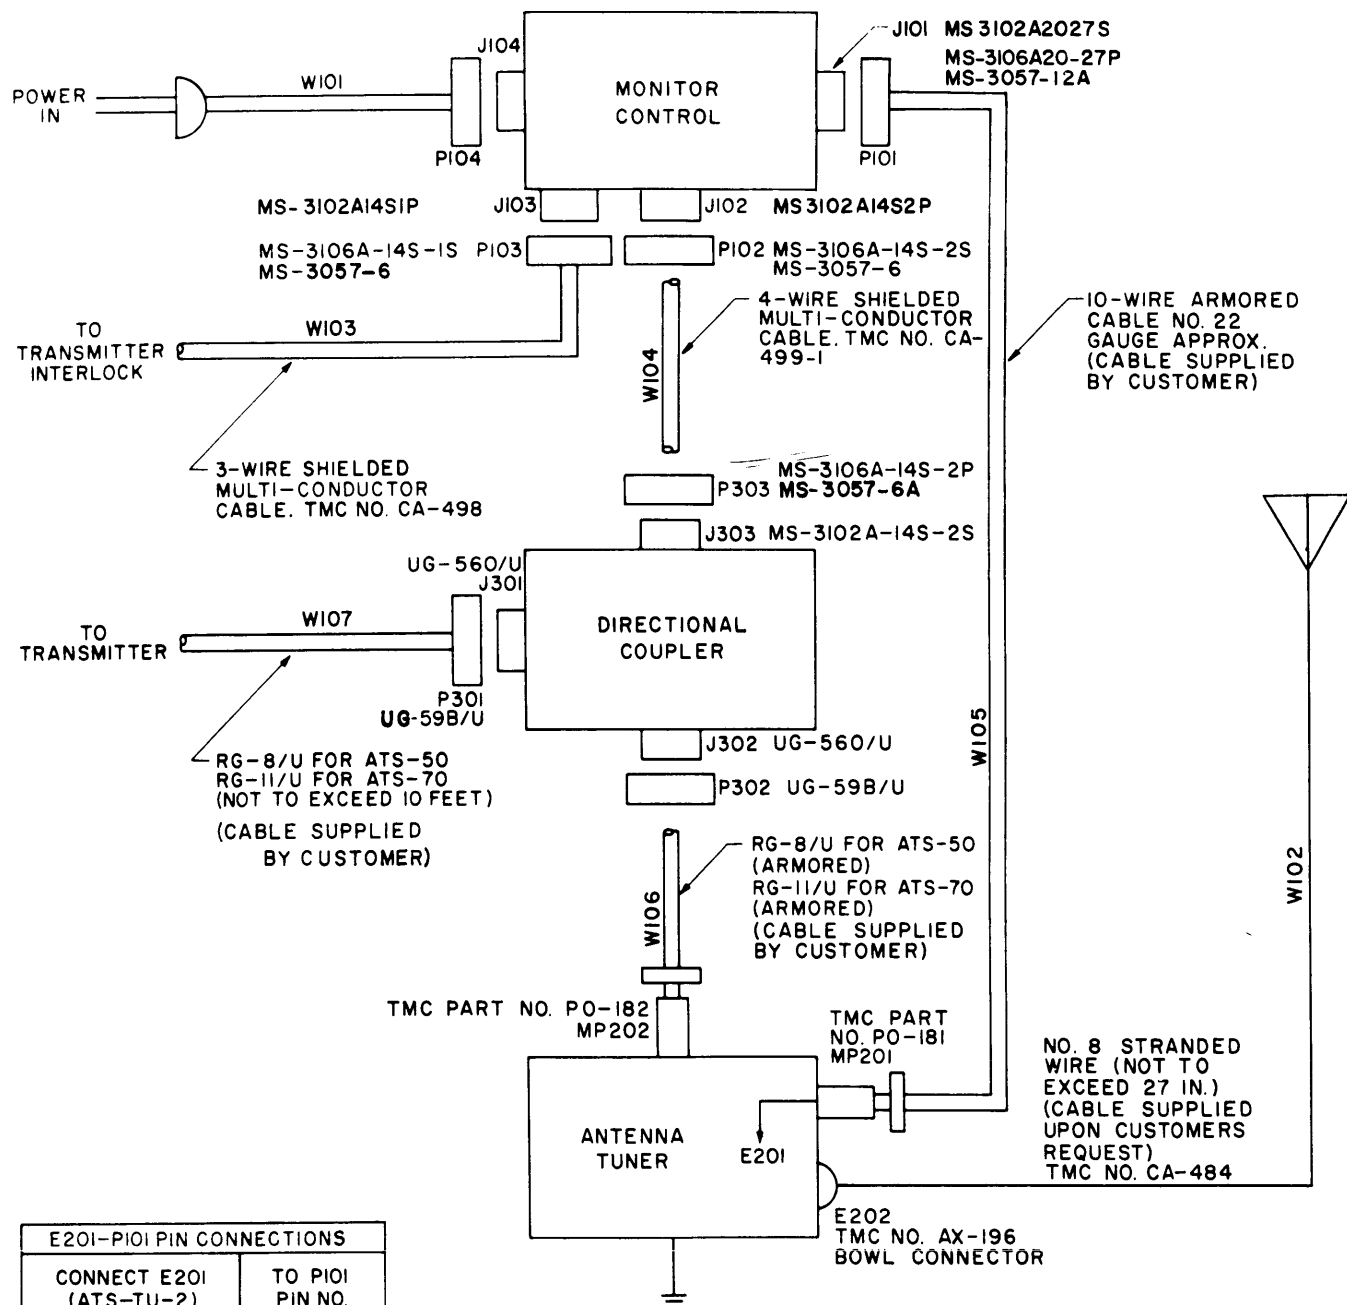 J104
J101 MS3102A2027S
MS-3106A20-27P
MS-3057-12A
W101
POWER
IN
MONITOR
CONTROL
P104
P101
MS-3102A14S1P J103
J102 MS3102A14S2P
MS-3106A-14S-1S P103
MS-3057-6
P102 MS-3106A-14S-2S
MS-3057-6
4-WIRE SHIELDED
MULTI-CONDUCTOR
CABLE. TMC NO. CA-
499-1
10-WIRE ARMORED
CABLE NO. 22
GAUGE APPROX.
(CABLE SUPPLIED
BY CUSTOMER)
W103
TO
TRANSMITTER
INTERLOCK
W104
3-WIRE SHIELDED
MULTI-CONDUCTOR
CABLE. TMC NO. CA-498
MS-3106A-14S-2P
P303 MS-3057-6A
J303 MS-3102A-14S-2S
UG-560/U
J301
W107
TO
TRANSMITTER
DIRECTIONAL
COUPLER
P301
UG-59B/U
J302 UG-560/U
P302 UG-59B/U
W105
RG-8/U FOR ATS-50
RG-11/U FOR ATS-70
(NOT TO EXCEED 10 FEET)
(CABLE SUPPLIED
BY CUSTOMER)
RG-8/U FOR ATS-50
(ARMORED)
RG-11/U FOR ATS-70
(ARMORED)
(CABLE SUPPLIED
BY CUSTOMER)
W106
W102
TMC PART NO. PO-182
MP202
TMC PART
NO. PO-181
MP201
NO. 8 STRANDED
WIRE (NOT TO
EXCEED 27 IN.)
(CABLE SUPPLIED
UPON CUSTOMERS
REQUEST)
TMC NO. CA-484
ANTENNA
TUNER
E201
E202
TMC NO. AX-196
BOWL CONNECTOR
E201-P101 PIN CONNECTIONS
CONNECT E201
(ATS-TU-2)
TO P101
PIN NO.